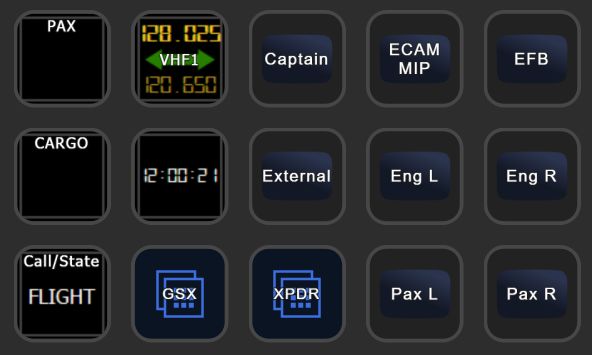 PAX
128.025
VHF1
120.650
Captain
ECAM
MIP
EFB
CARGO
12:00:21
External
Eng L
Eng R
Call/State
FLIGHT
GSX
XPDR
Pax L
Pax R